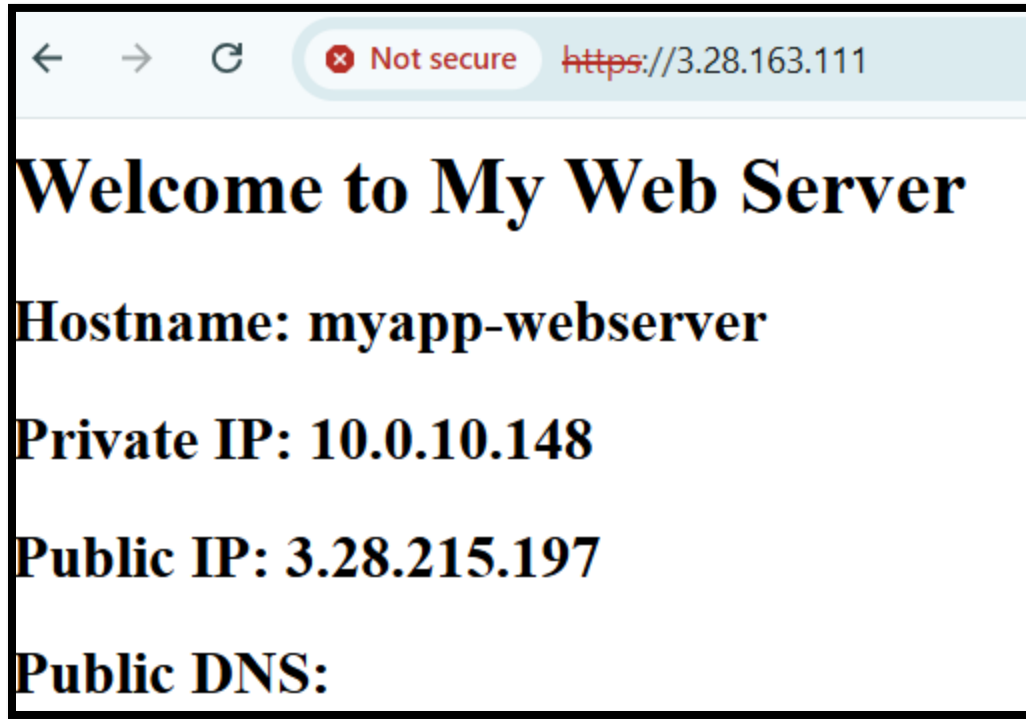 Not secure https://3.28.163.111
Welcome to My Web Server
Hostname: myapp-webserver
Private IP: 10.0.10.148
Public IP: 3.28.215.197
Public DNS: